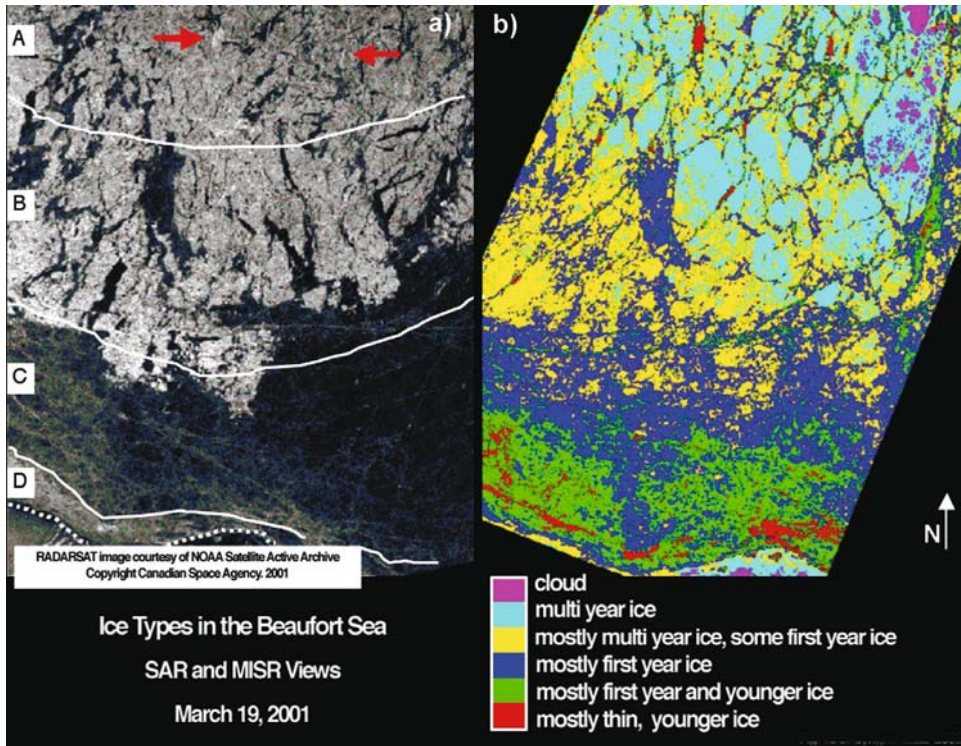 a)
A
B
C
D
RADARSAT image courtesy of NOAA Satellite Active Archive
Copyright Canadian Space Agency. 2001
Ice Types in the Beaufort Sea
SAR and MISR Views
March 19, 2001
b)
N
cloud
multi year ice
mostly multi year ice, some first year ice
mostly first year ice
mostly first year and younger ice
mostly thin, younger ice